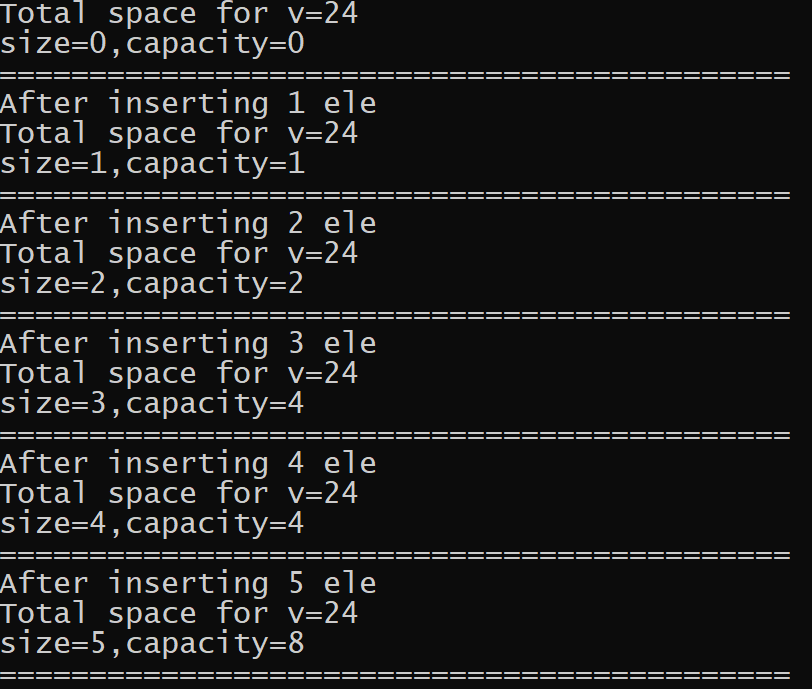 Total space for v=24
size=0,capacity=0
============================================
After inserting 1 ele
Total space for v=24
size=1,capacity=1
============================================
After inserting 2 ele
Total space for v=24
size=2,capacity=2
============================================
After inserting 3 ele
Total space for v=24
size=3,capacity=4
============================================
After inserting 4 ele
Total space for v=24
size=4,capacity=4
============================================
After inserting 5 ele
Total space for v=24
size=5,capacity=8
============================================